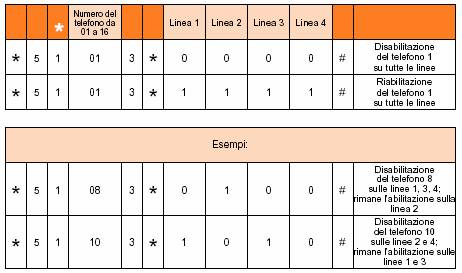 * Numero del telefono da 01 a 16 Linea 1 Linea 2 Linea 3 Linea 4
* 5 1 01 3 * 0 0 0 0 # Disabilitazione del telefono 1 su tutte le linee
* 5 1 01 3 * 1 1 1 1 # Riabilitazione del telefono 1 su tutte le linee
Esempi:
* 5 1 08 3 * 0 1 0 0 # Disabilitazione del telefono 8 sulle linee 1, 3, 4; rimane l'abilitazione sulla linea 2
* 5 1 10 3 * 1 0 1 0 # Disabilitazione del telefono 10 sulle linee 2 e 4; rimane l'abilitazione sulle linee 1 e 3